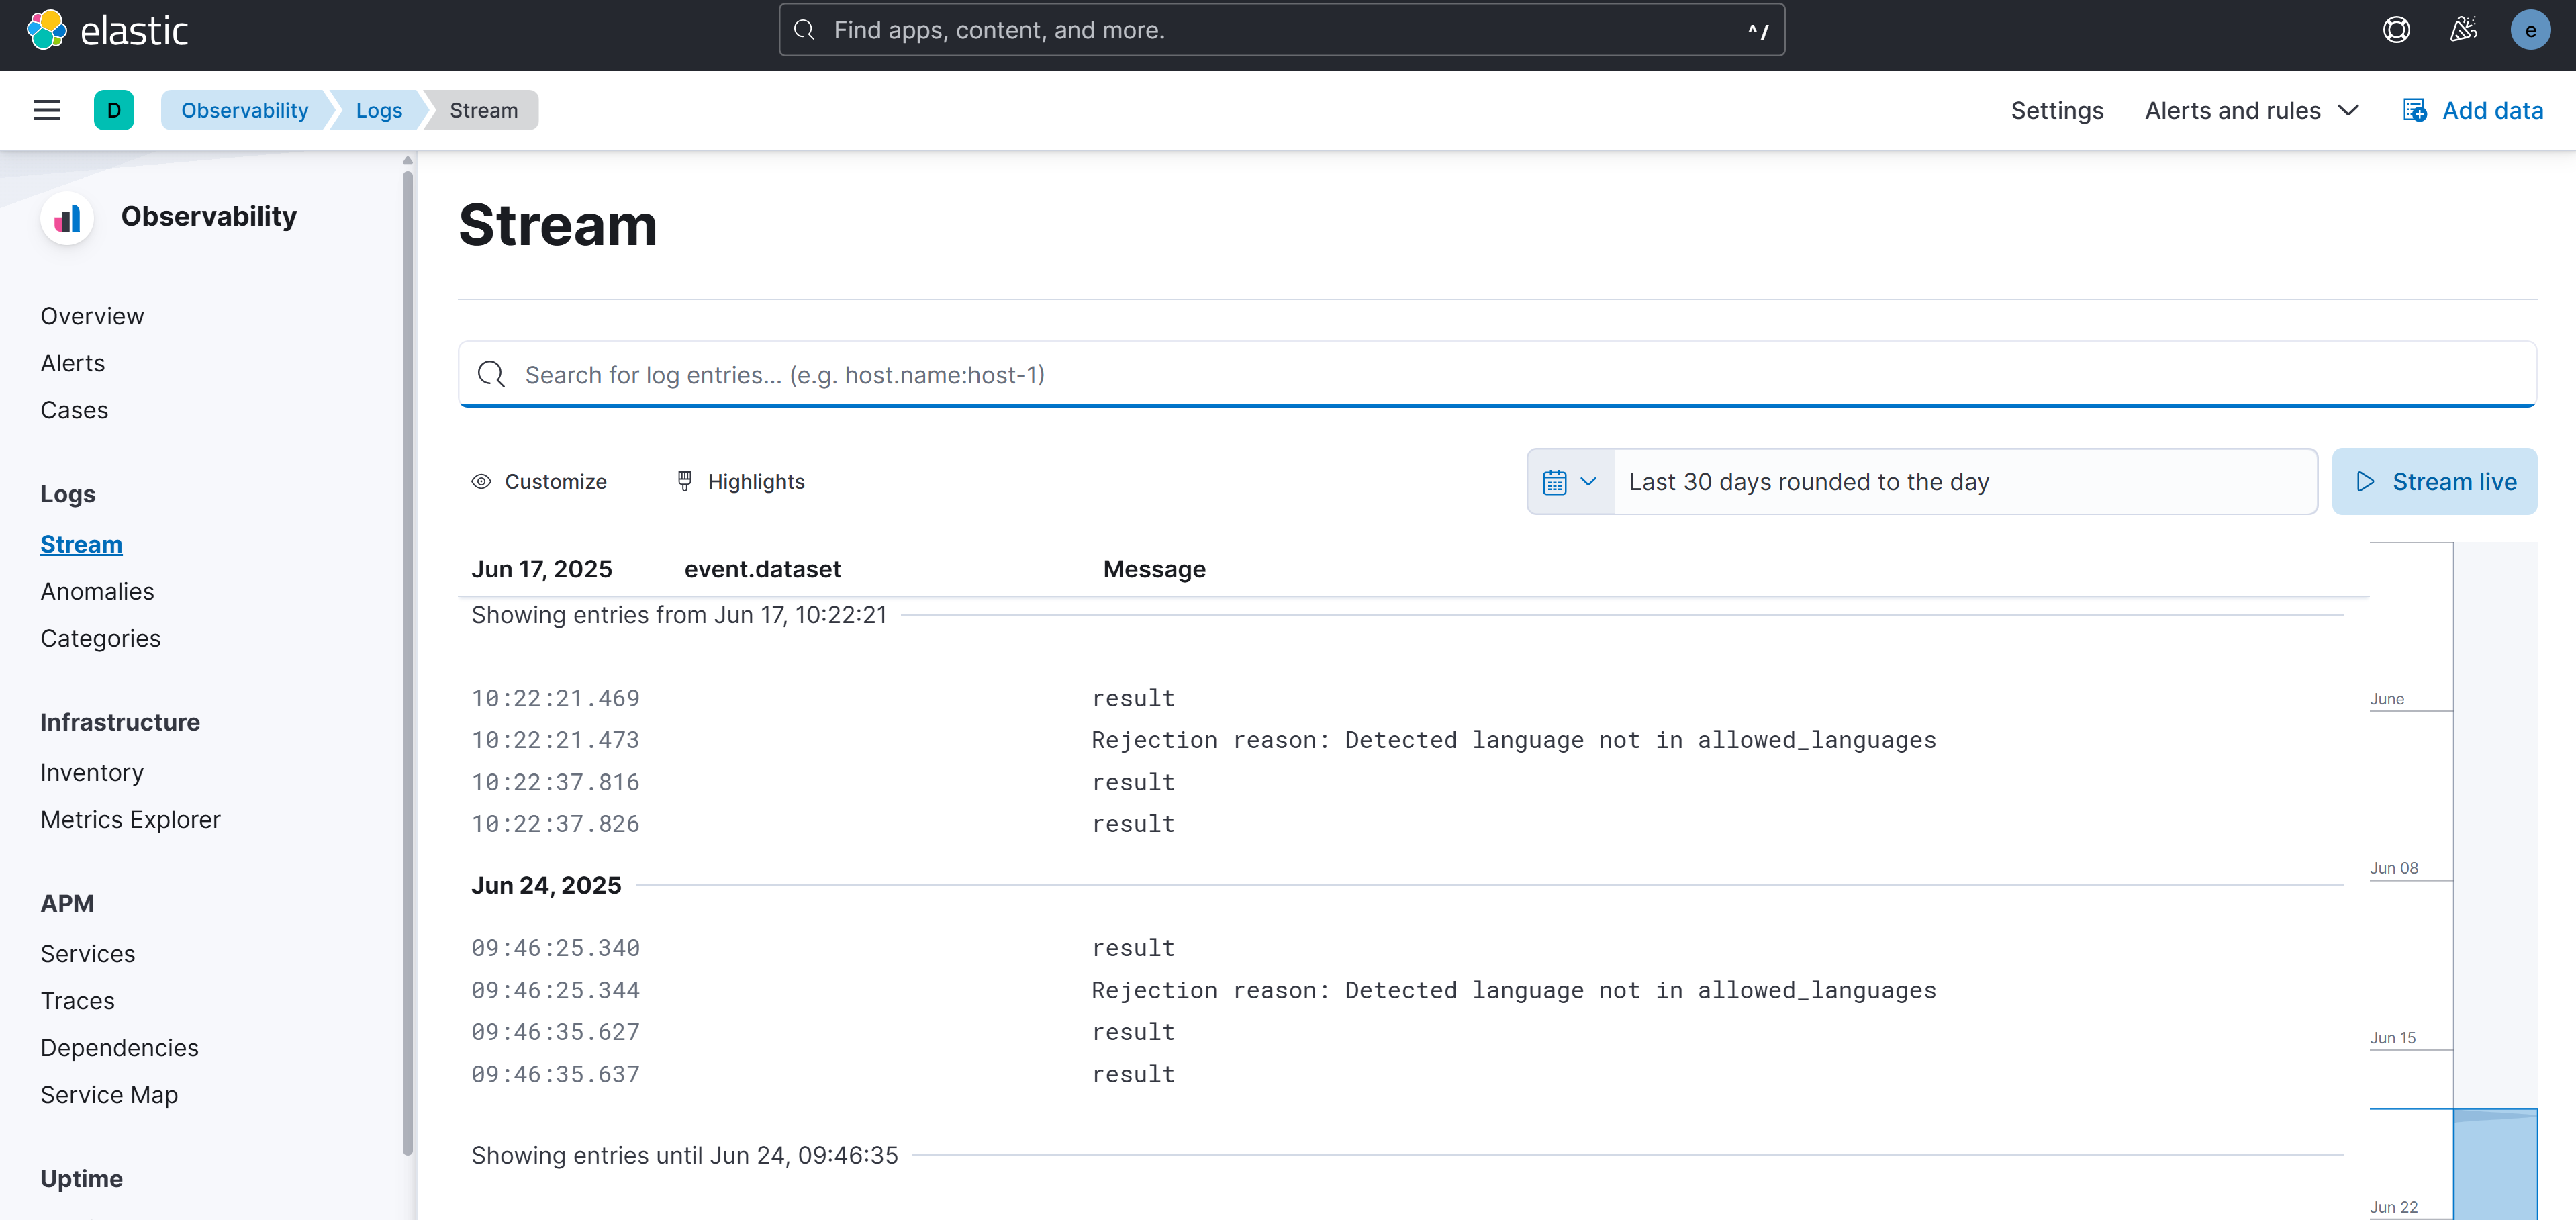 elastic
Find apps, content, and more.
^/
e
D
Observability
Logs
Stream
Settings
Alerts and rules
Add data
Observability
Overview
Alerts
Cases
Logs
Stream
Anomalies
Categories
Infrastructure
Inventory
Metrics Explorer
APM
Services
Traces
Dependencies
Service Map
Uptime
Stream
Search for log entries... (e.g. host.name:host-1)
Customize
Highlights
Last 30 days rounded to the day
Stream live
Jun 17, 2025 event.dataset Message
Showing entries from Jun 17, 10:22:21
10:22:21.469 result
10:22:21.473 Rejection reason: Detected language not in allowed_languages
10:22:37.816 result
10:22:37.826 result
Jun 24, 2025
09:46:25.340 result
09:46:25.344 Rejection reason: Detected language not in allowed_languages
09:46:35.627 result
09:46:35.637 result
Showing entries until Jun 24, 09:46:35
June
Jun 08
Jun 15
Jun 22